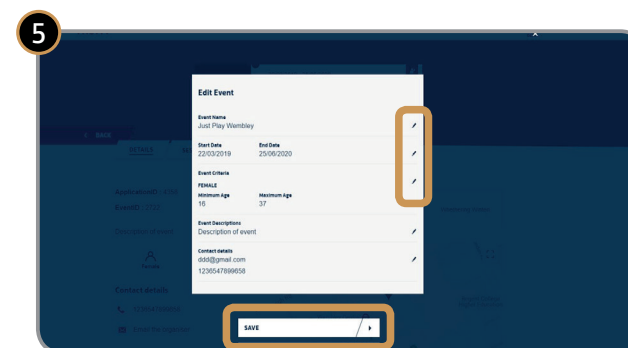 5
Edit Event
Event Name
Just Play Wembley
Start Date End Date
22/03/2019 25/06/2020
Event Criteria
FEMALE
Minimum Age Maximum Age
16 37
Event Descriptions
Description of event
Contact details
ddd@gmail.com
1236547899658
SAVE
BACK
DETAILS
Contact details